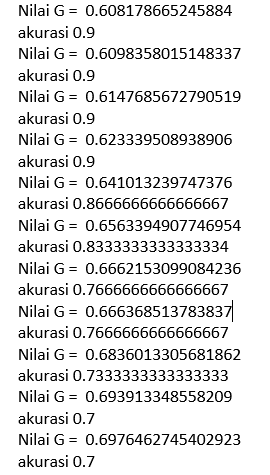 Nilai G =  0.608178665245884
akurasi 0.9
Nilai G =  0.6098358015148337
akurasi 0.9
Nilai G =  0.6147685672790519
akurasi 0.9
Nilai G =  0.623339508938906
akurasi 0.9
Nilai G =  0.641013239747376
akurasi 0.8666666666666667
Nilai G =  0.6563394907746954
akurasi 0.8333333333333334
Nilai G =  0.6662153099084236
akurasi 0.7666666666666667
Nilai G =  0.666368513783837
akurasi 0.7666666666666667
Nilai G =  0.6836013305681862
akurasi 0.7333333333333333
Nilai G =  0.693913348558209
akurasi 0.7
Nilai G =  0.6976462745402923
akurasi 0.7